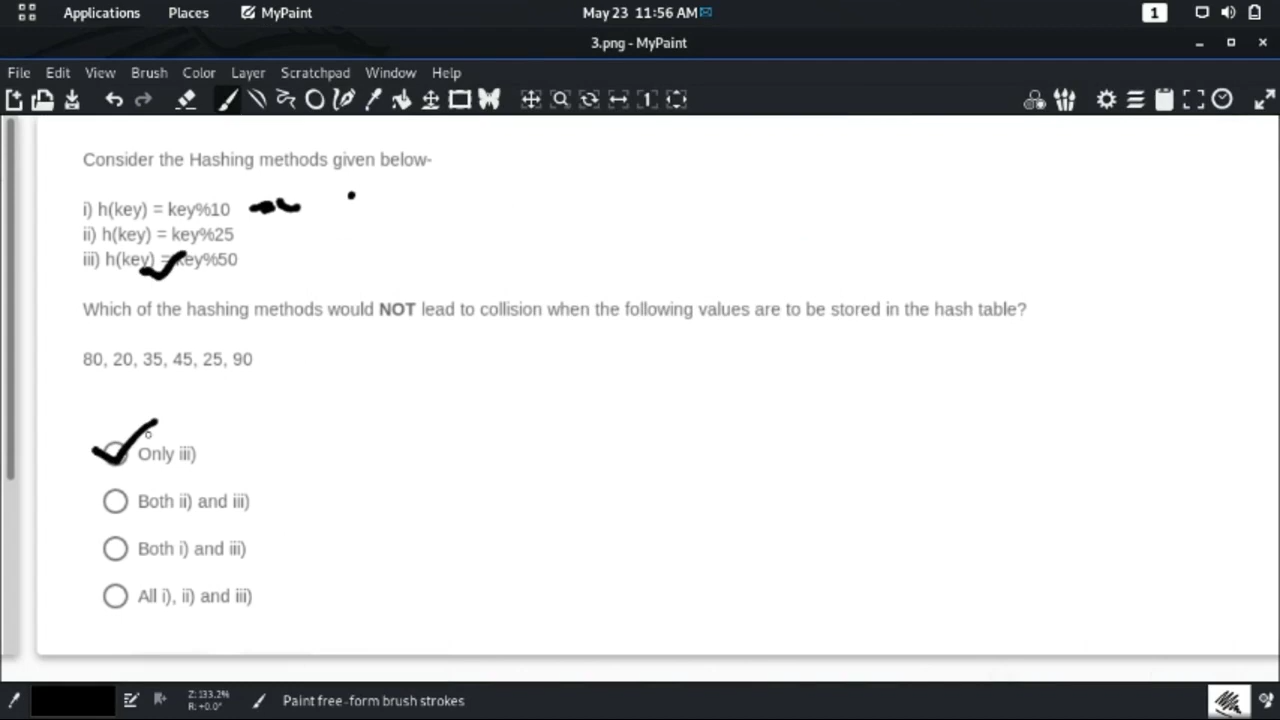 Applications Places MyPaint May 23 11:56 AM 1
3.png - MyPaint
File Edit View Brush Color Layer Scratchpad Window Help
Consider the Hashing methods given below-
i) h(key) = key%10
ii) h(key) = key%25
iii) h(key) = key%50
Which of the hashing methods would NOT lead to collision when the following values are to be stored in the hash table?
80, 20, 35, 45, 25, 90
Only iii)
Both ii) and iii)
Both i) and iii)
All i), ii) and iii)
Z: 133.2%
R: +0.0°
Paint free-form brush strokes